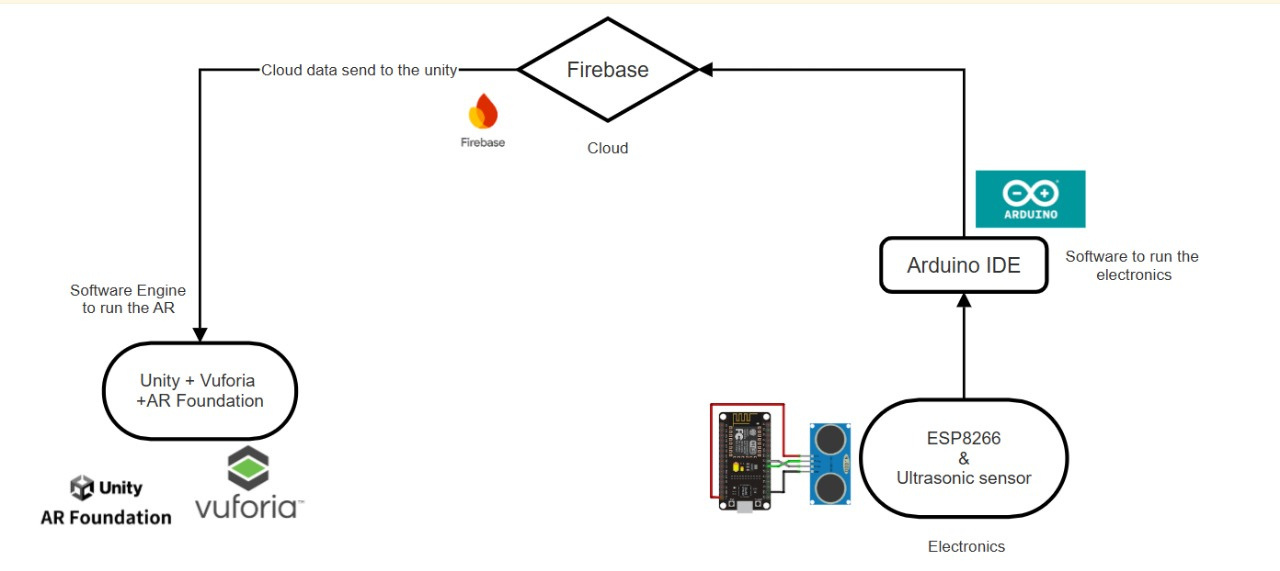 Cloud data send to the unity
Firebase
Firebase
Cloud
ARDUINO
Arduino IDE
Software to run the
electronics
Software Engine
to run the AR
Unity + Vuforia
+AR Foundation
Unity
AR Foundation
vuforia™
ESP8266
&
Ultrasonic sensor
Electronics